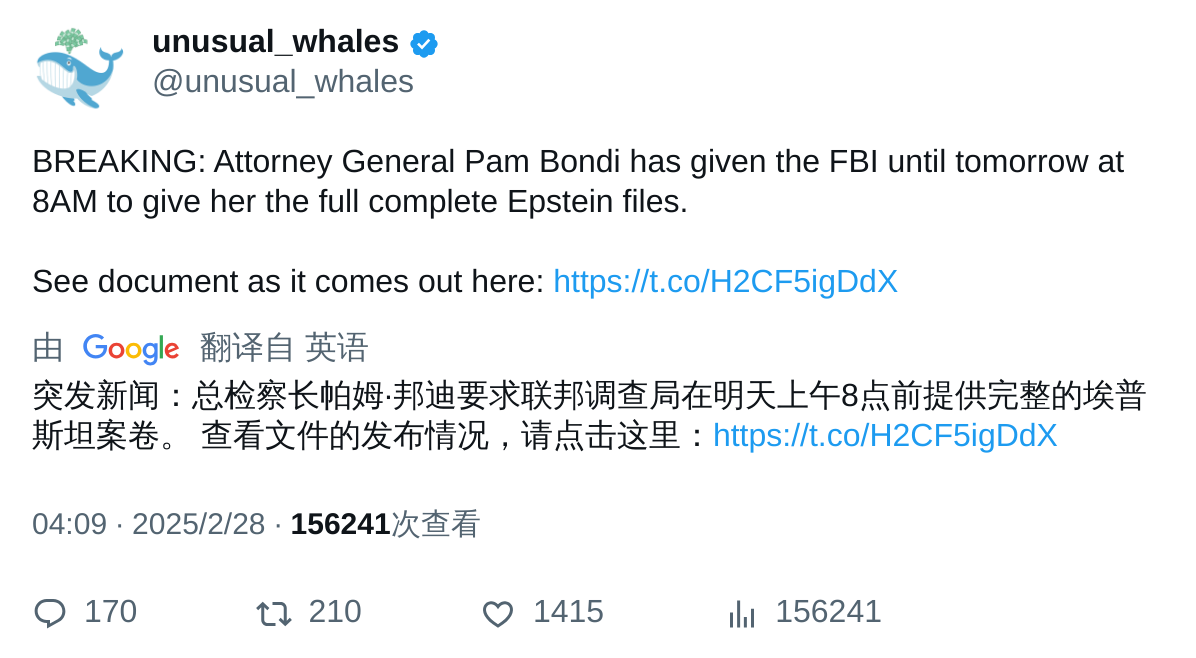 unusual_whales
@unusual_whales
BREAKING: Attorney General Pam Bondi has given the FBI until tomorrow at
8AM to give her the full complete Epstein files.
See document as it comes out here: https://t.co/H2CF5igDdX
由 Google 翻译自 英语
突发新闻：总检察长帕姆·邦迪要求联邦调查局在明天上午8点前提供完整的埃普
斯坦案卷。 查看文件的发布情况，请点击这里：https://t.co/H2CF5igDdX
04:09 · 2025/2/28 · 156241次查看
170 210 1415 156241